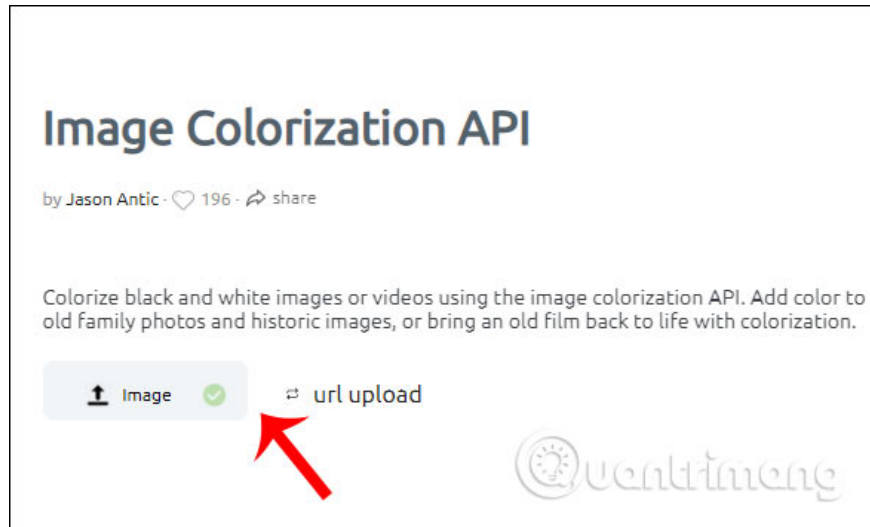 Image Colorization API
by Jason Antic · 196 · share
Colorize black and white images or videos using the image colorization API. Add color to
old family photos and historic images, or bring an old film back to life with colorization.
Image url upload
Quantrimang